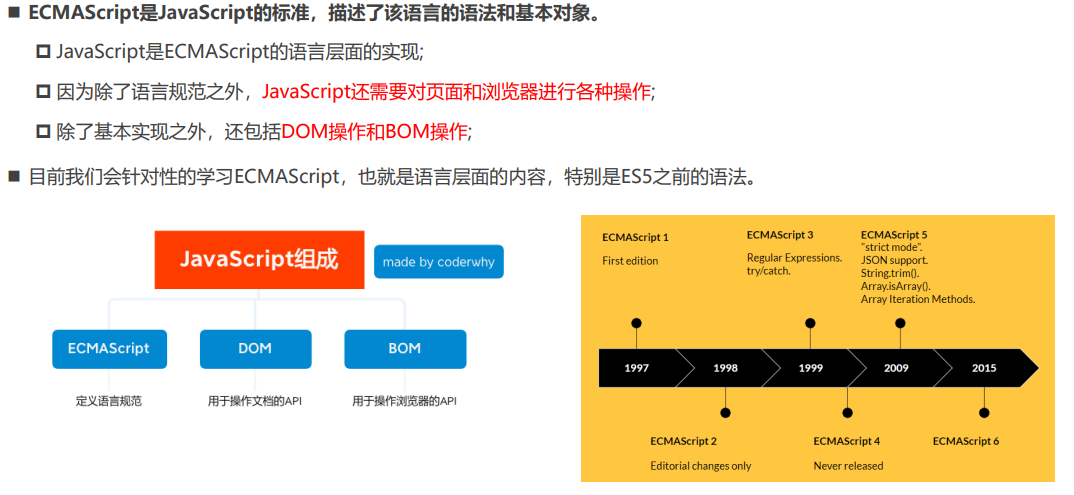 ■ ECMAScript是JavaScript的标准，描述了该语言的语法和基本对象。
JavaScript是ECMAScript的语言层面的实现;
因为除了语言规范之外，JavaScript还需要对页面和浏览器进行各种操作;
除了基本实现之外，还包括DOM操作和BOM操作;
■ 目前我们会针对性的学习ECMAScript，也就是语言层面的内容，特别是ES5之前的语法。
JavaScript组成
made by coderwhy
ECMAScript
DOM
BOM
定义语言规范
用于操作文档的API
用于操作浏览器的API
ECMAScript 1
First edition
ECMAScript 3
Regular Expressions.
try/catch.
ECMAScript 5
"strict mode".
JSON support.
String.trim().
Array.isArray().
Array Iteration Methods.
1997
1998
1999
2009
2015
ECMAScript 2
Editorial changes only
ECMAScript 4
Never released
ECMAScript 6